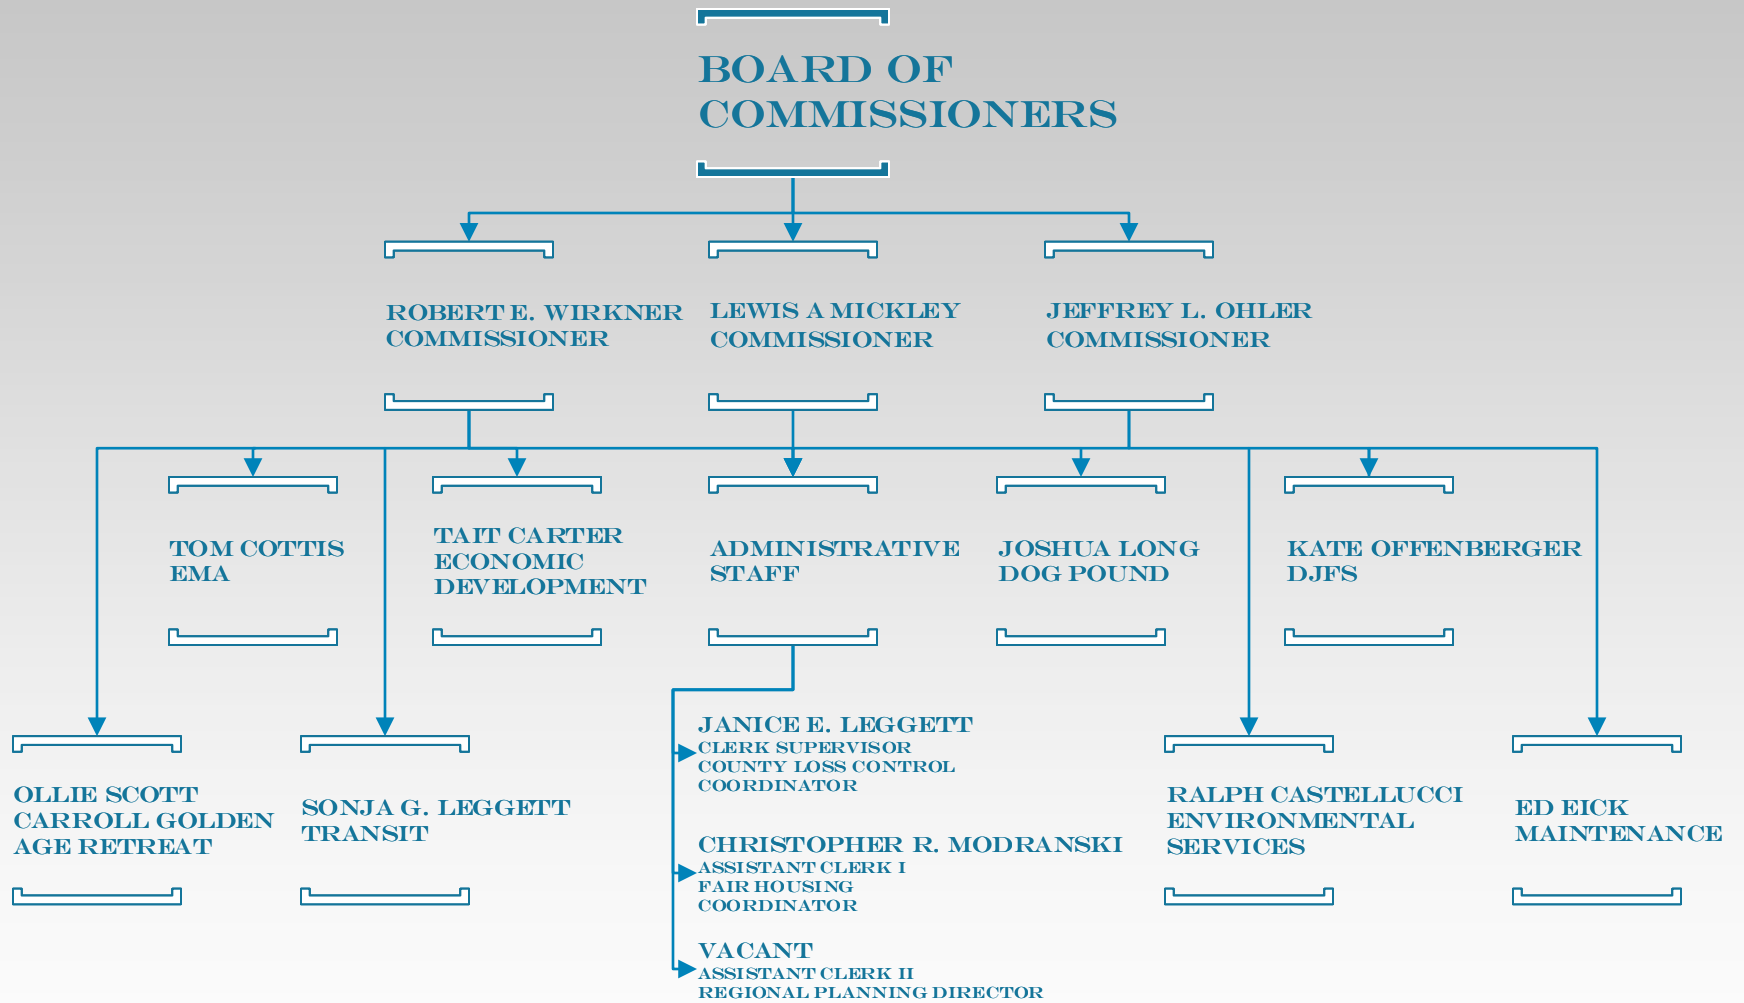 BOARD OF
COMMISSIONERS
ROBERT E. WIRKNER
COMMISSIONER
LEWIS A MICKLEY
COMMISSIONER
JEFFREY L. OHLER
COMMISSIONER
TOM COTTIS
EMA
TAIT CARTER
ECONOMIC
DEVELOPMENT
ADMINISTRATIVE
STAFF
JOSHUA LONG
DOG POUND
KATE OFFENBERGER
DJFS
OLLIE SCOTT
CARROLL GOLDEN
AGE RETREAT
SONJA G. LEGGETT
TRANSIT
JANICE E. LEGGETT
CLERK SUPERVISOR
COUNTY LOSS CONTROL
COORDINATOR
CHRISTOPHER R. MODRANSKI
ASSISTANT CLERK I
FAIR HOUSING
COORDINATOR
VACANT
ASSISTANT CLERK II
REGIONAL PLANNING DIRECTOR
RALPH CASTELLUCCI
ENVIRONMENTAL
SERVICES
ED EICK
MAINTENANCE